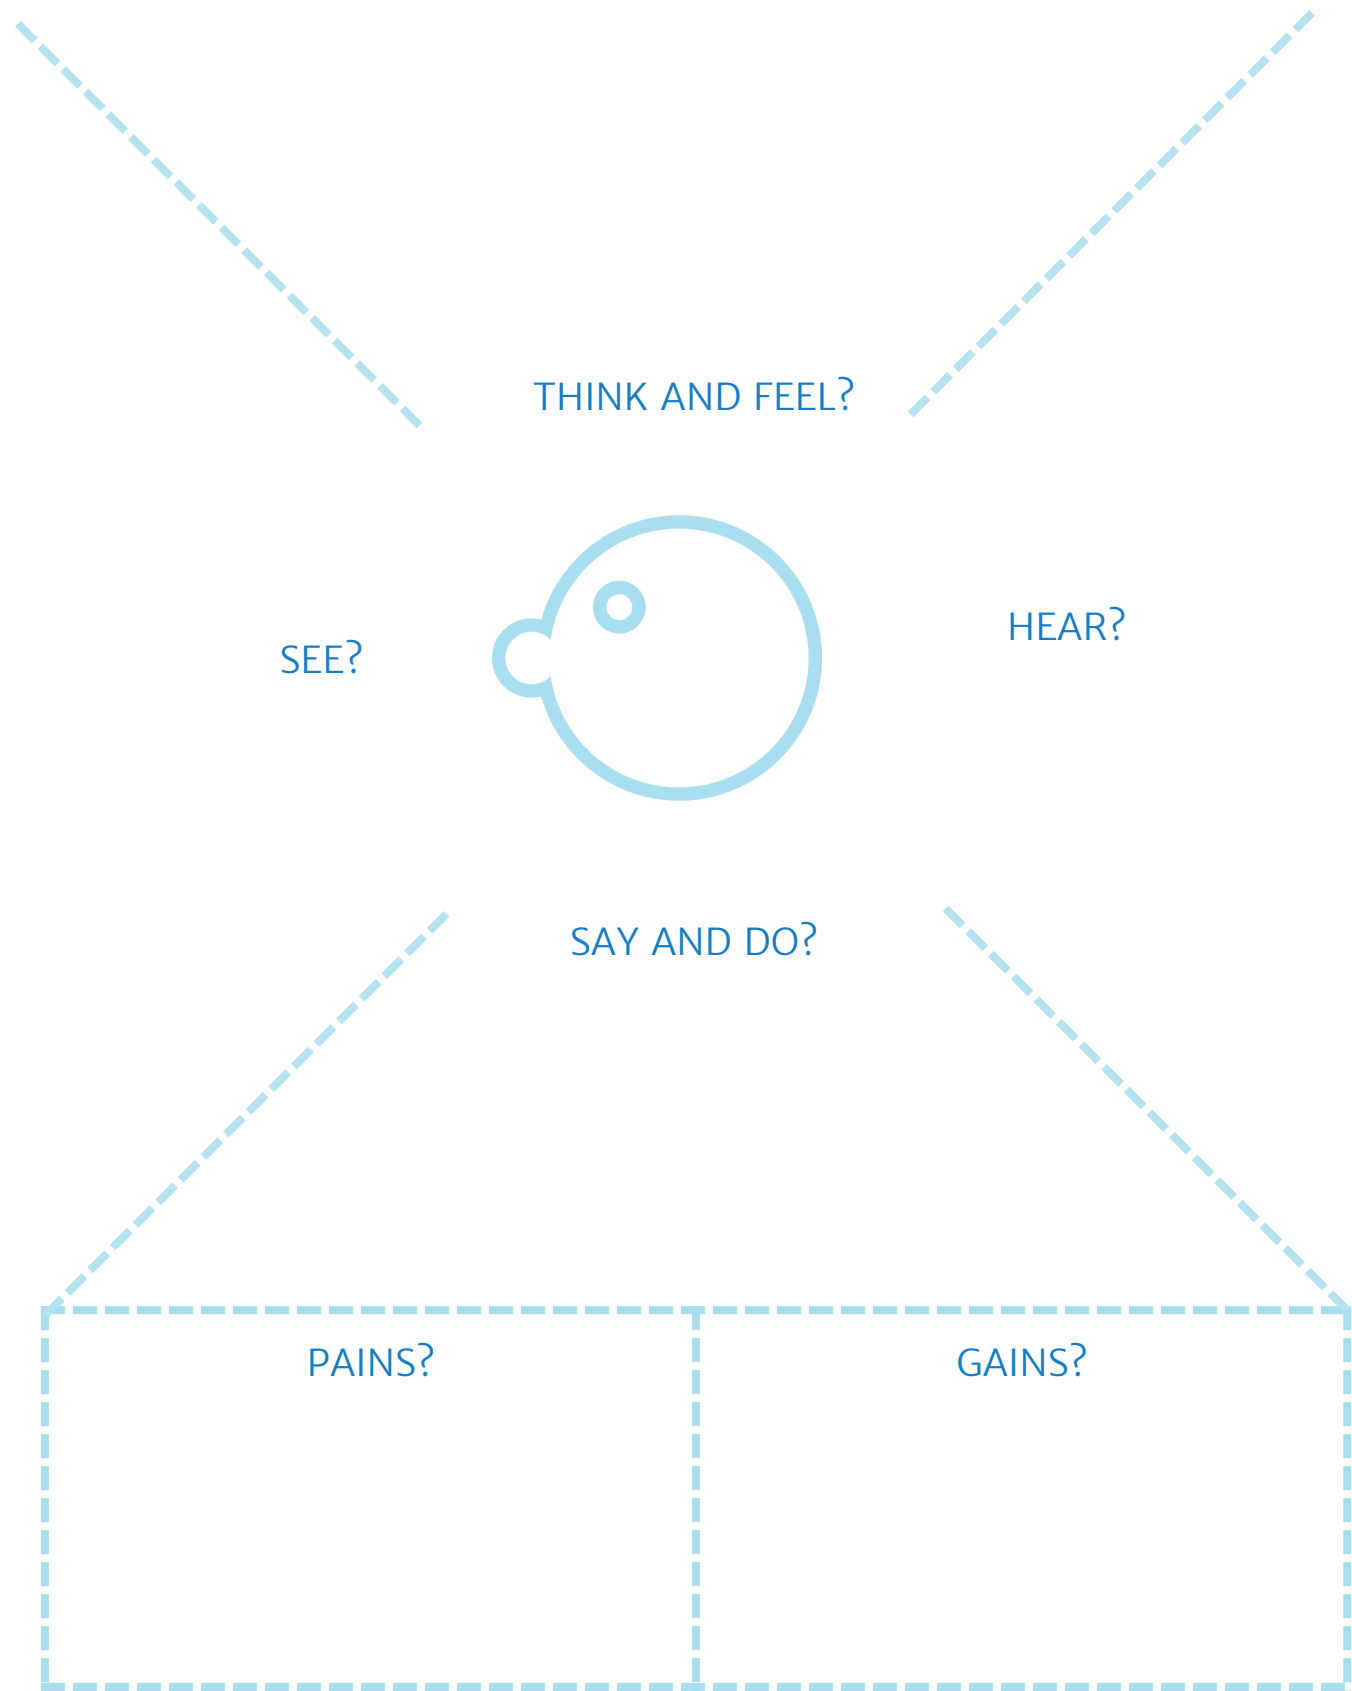 THINK AND FEEL?
HEAR?
SEE?
SAY AND DO?
PAINS?
GAINS?